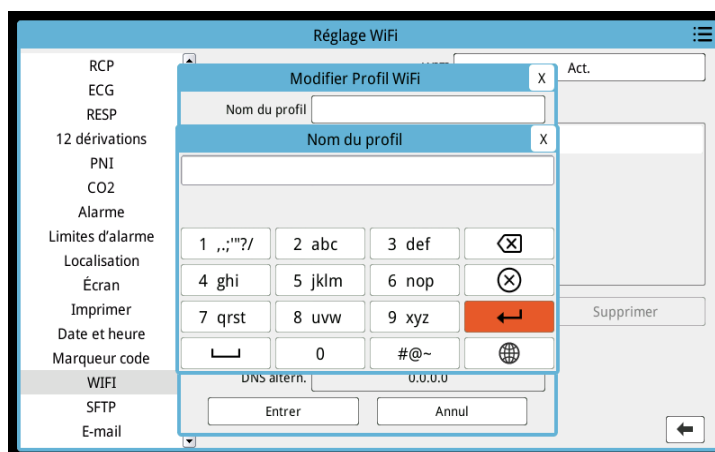 Réglage WiFi
RCP
ECG
RESP
12 dérivations
PNI
CO2
Alarme
Limites d'alarme
Localisation
Écran
Imprimer
Date et heure
Marqueur code
WIFI
SFTP
E-mail
Act.
Modifier Profil WiFi X
Nom du profil
Nom du profil X
1 ,.;'"?/ 2 abc 3 def
4 ghi 5 jklm 6 nop
7 qrst 8 uvw 9 xyz
0 #@~
Supprimer
DNS altern. 0.0.0.0
Entrer Annul